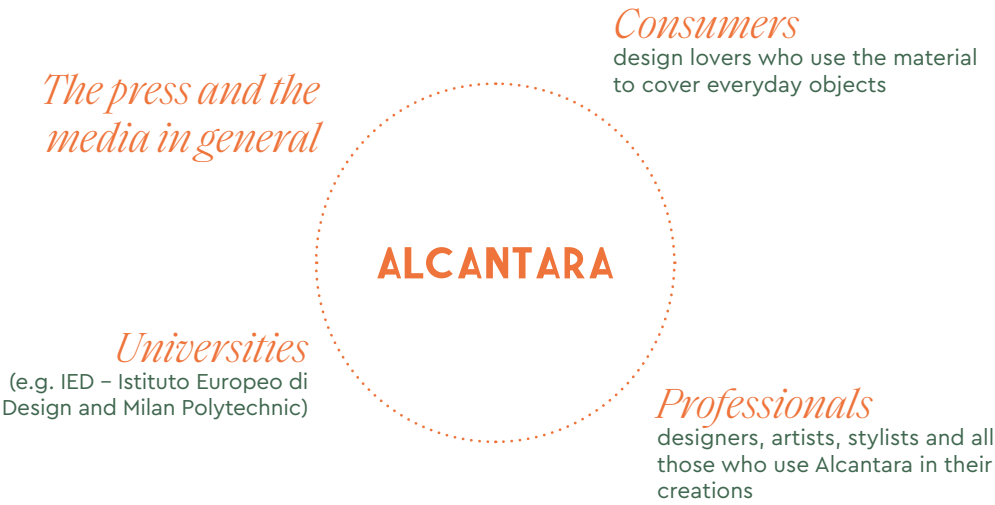 Consumers
design lovers who use the material
to cover everyday objects
The press and the
media in general
ALCANTARA
Universities
(e.g. IED – Istituto Europeo di
Design and Milan Polytechnic)
Professionals
designers, artists, stylists and all
those who use Alcantara in their
creations